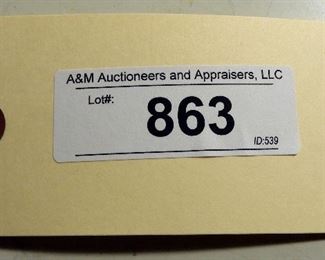 A&M Auctioneers and Appraisers, LLC
Lot#:
863
ID:539